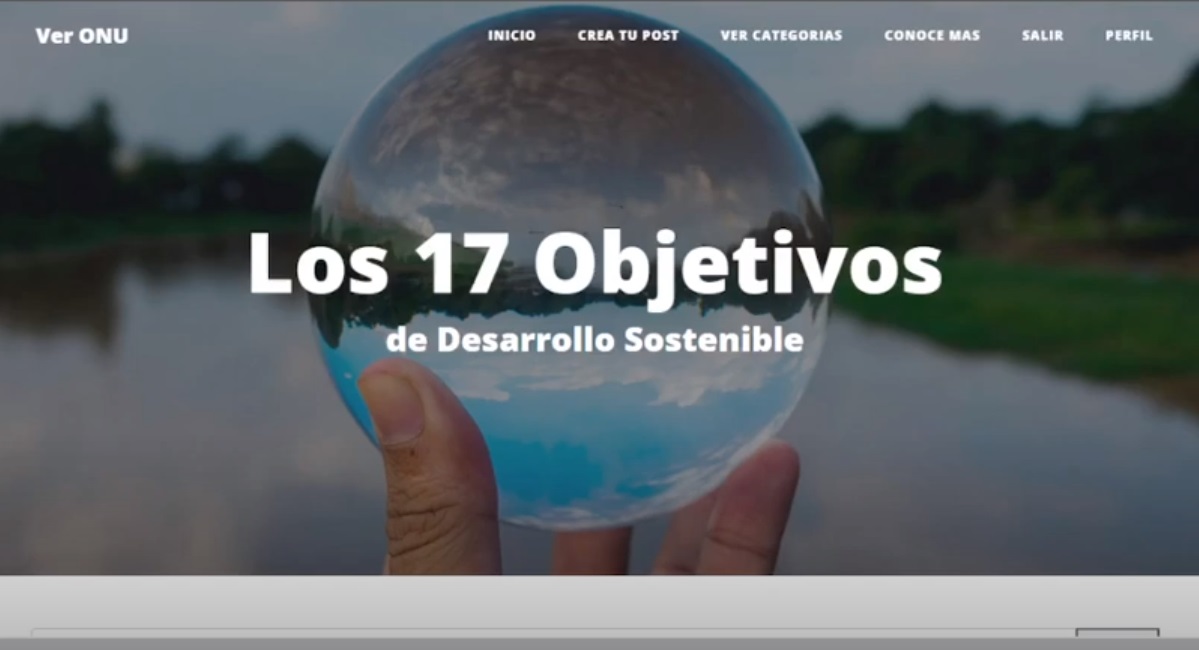 Ver ONU
INICIO CREA TU POST VER CATEGORIAS CONOCE MAS SALIR PERFIL
Los 17 Objetivos
de Desarrollo Sostenible